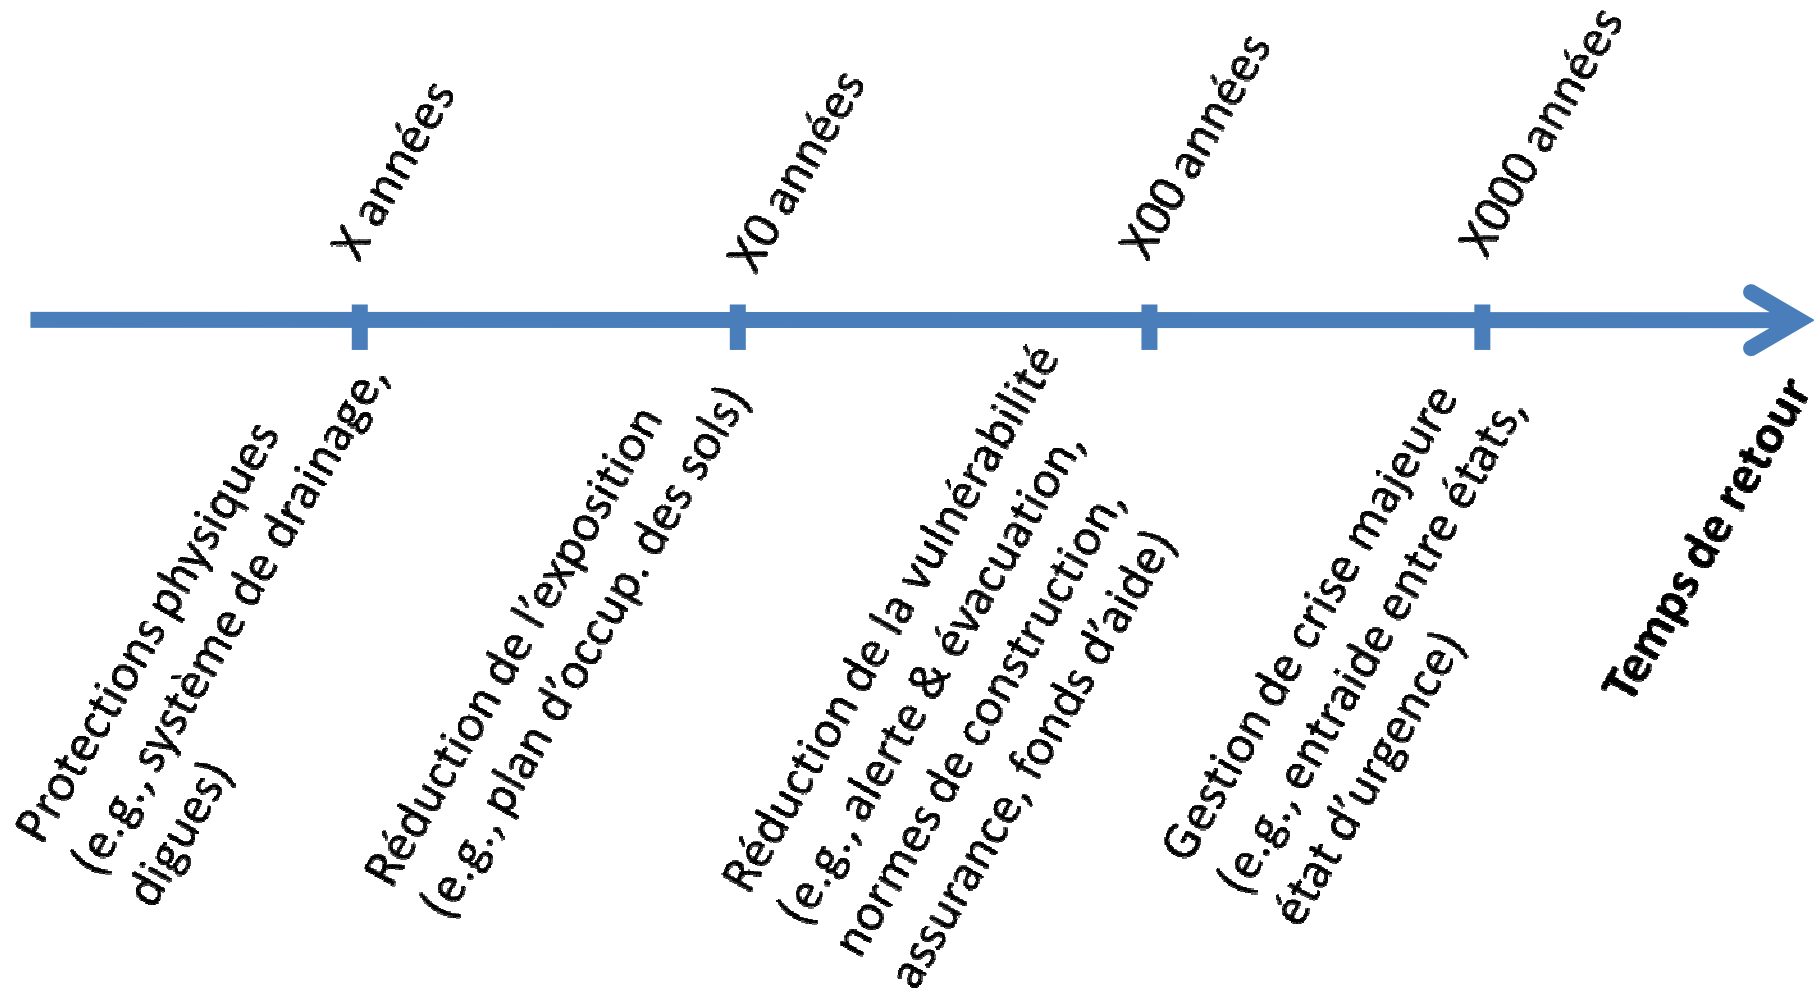 X années
X0 années
X00 années
X000 années
Protections physiques
(e.g., système de drainage,
digues)
Réduction de l'exposition
(e.g., plan d'occup. des sols)
Réduction de la vulnérabilité
(e.g., alerte & évacuation,
normes de construction,
assurance, fonds d'aide)
Gestion de crise majeure
(e.g., entraide entre états,
état d'urgence)
Temps de retour